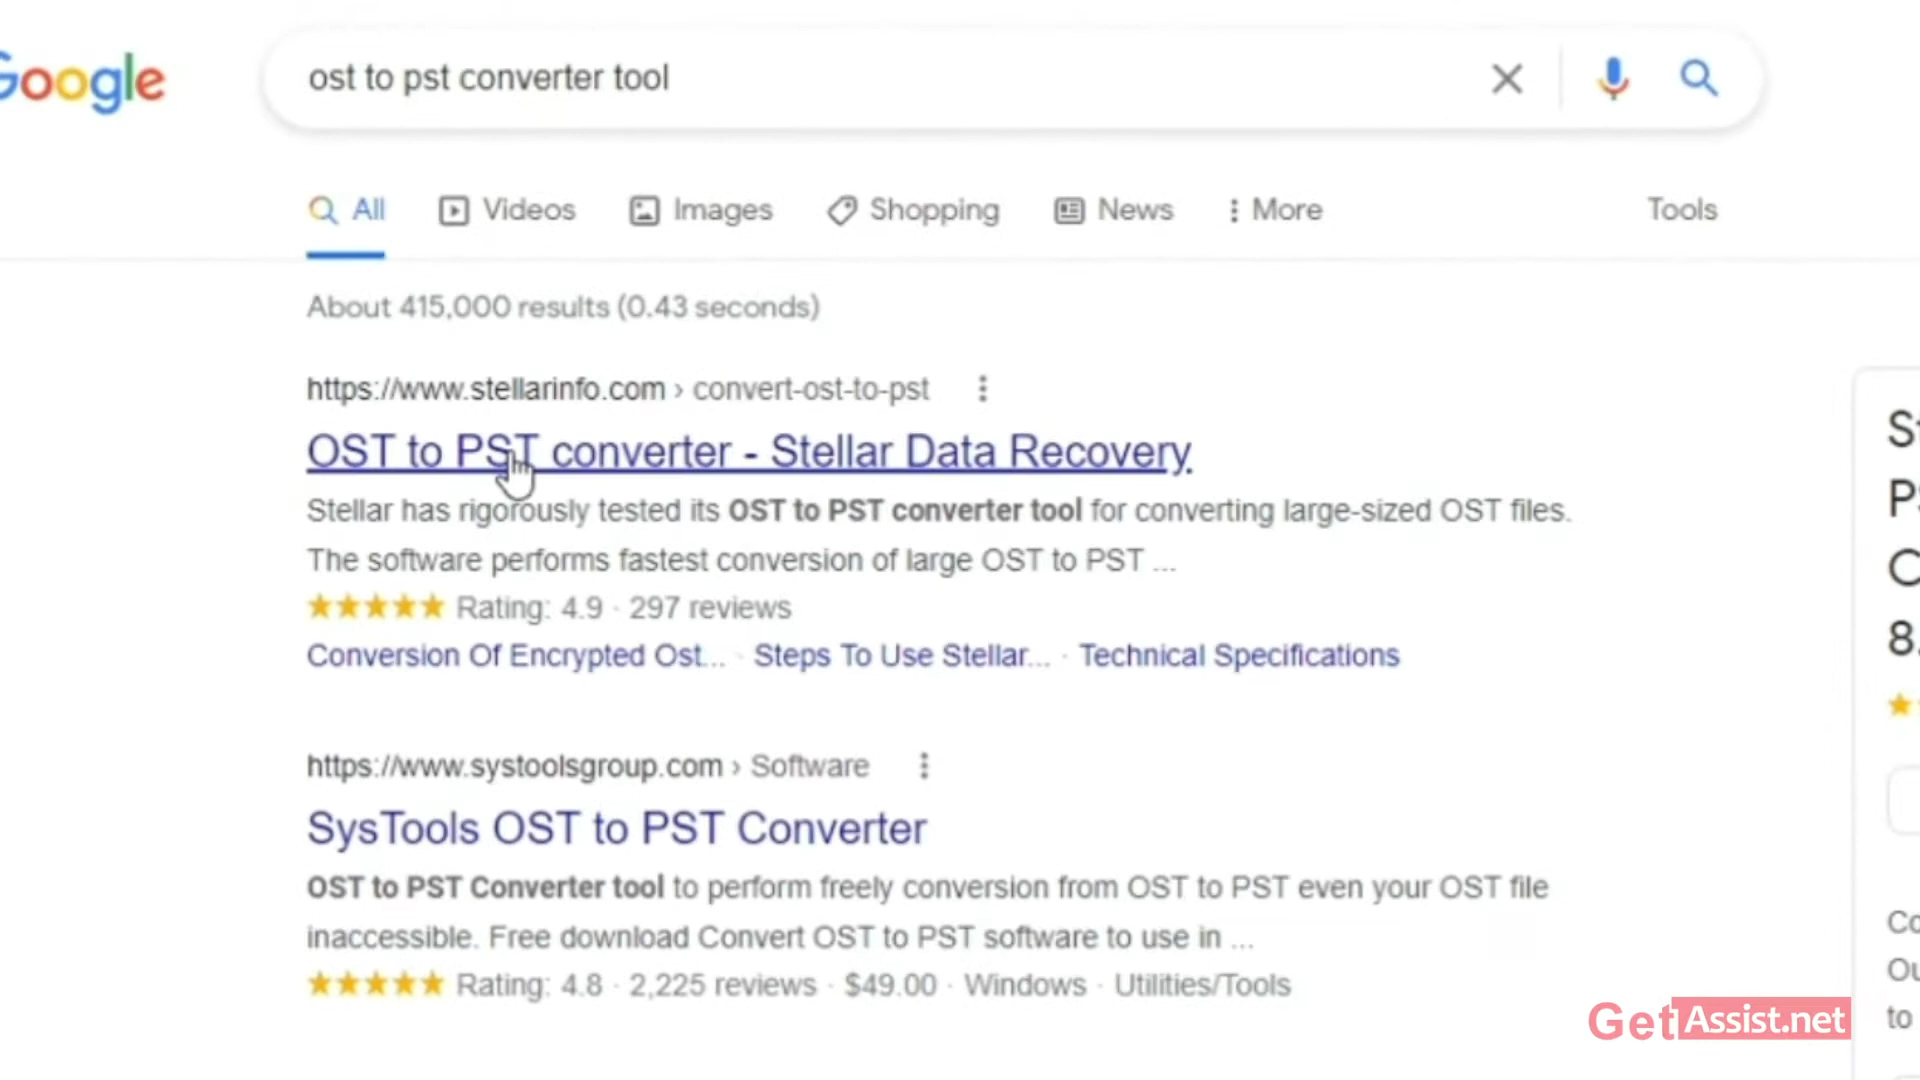 Google
ost to pst converter tool
All
Videos
Images
Shopping
News
More
Tools
About 415,000 results (0.43 seconds)
https://www.stellarinfo.com › convert-ost-to-pst
OST to PST converter - Stellar Data Recovery
Stellar has rigorously tested its OST to PST converter tool for converting large-sized OST files.
The software performs fastest conversion of large OST to PST ...
Rating: 4.9 · 297 reviews
Conversion Of Encrypted Ost... · Steps To Use Stellar... · Technical Specifications
https://www.systoolsgroup.com › Software
SysTools OST to PST Converter
OST to PST Converter tool to perform freely conversion from OST to PST even your OST file
inaccessible. Free download Convert OST to PST software to use in ...
Rating: 4.8 · 2,225 reviews · $49.00 · Windows · Utilities/Tools
8.
to
GetAssist.net